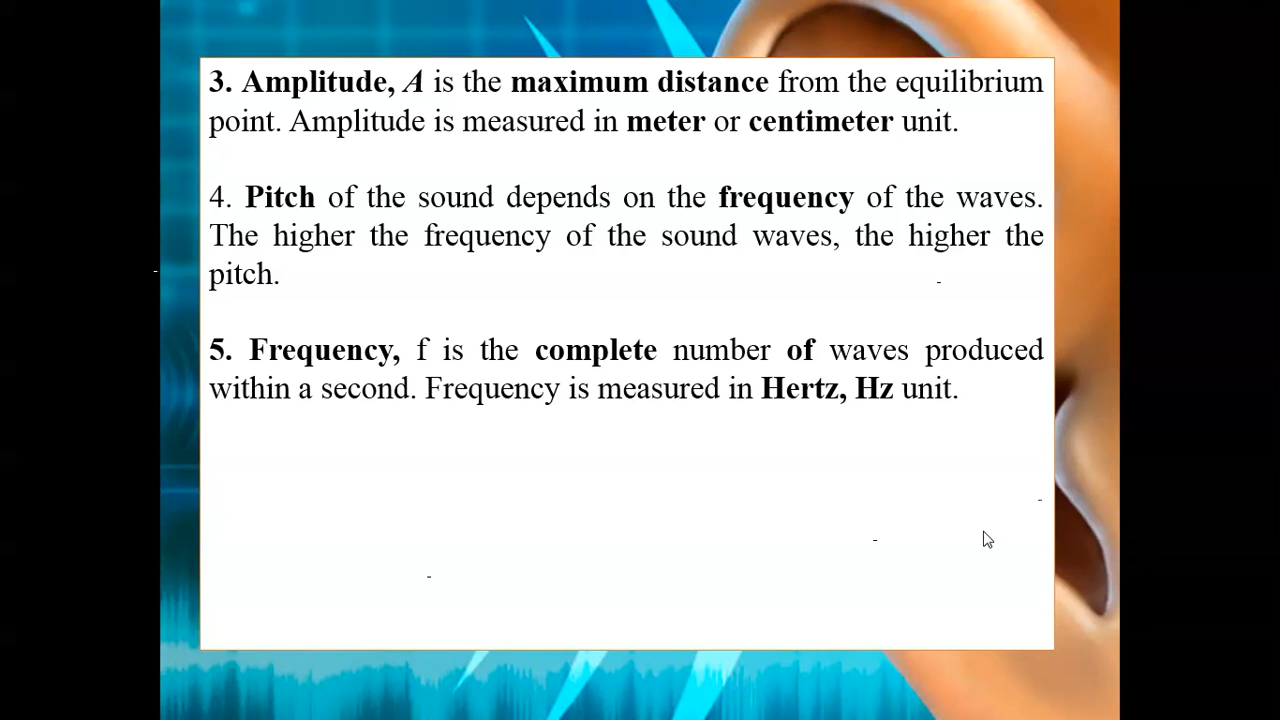 3. Amplitude, A is the maximum distance from the equilibrium
point. Amplitude is measured in meter or centimeter unit.
4. Pitch of the sound depends on the frequency of the waves.
The higher the frequency of the sound waves, the higher the
pitch.
5. Frequency, f is the complete number of waves produced
within a second. Frequency is measured in Hertz, Hz unit.